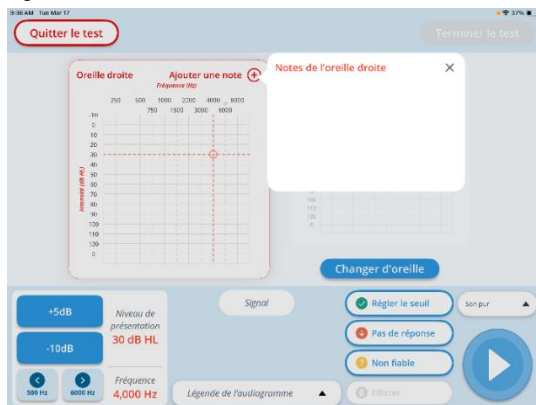 9:36 AM Tue Mar 17
37%
Quitter le test
Terminer le test
Oreille droite
Ajouter une note
Fréquence (Hz)
250 500 1000 2000 4000 8000
750 1500 3000 6000
Intensité (dB HL)
-10
0
10
20
30
40
50
60
70
80
90
100
110
120
Notes de l'oreille droite
100
110
120
Changer d'oreille
+5dB
-10dB
500 Hz
6000 Hz
Niveau de
présentation
30 dB HL
Fréquence
4,000 Hz
Signal
Légende de l'audiogramme
Régler le seuil
Pas de réponse
Non fiable
Effacer
Son pur